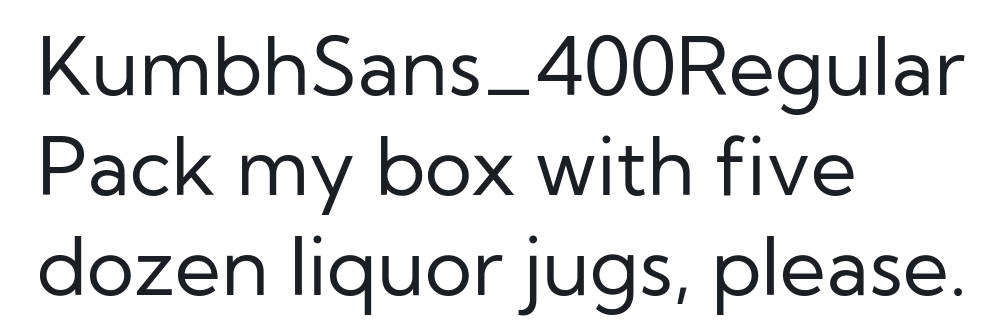 KumbhSans_400Regular
Pack my box with five
dozen liquor jugs, please.